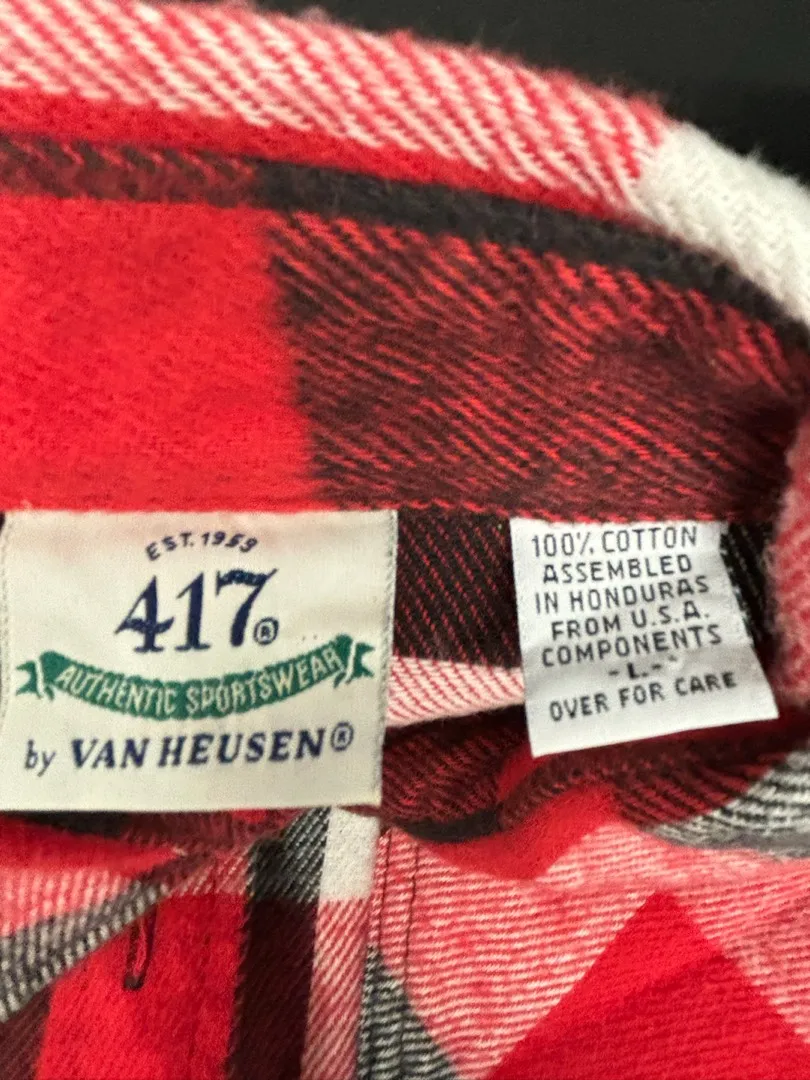 EST. 1959
417®
AUTHENTIC SPORTSWEAR
by VAN HEUSEN®
100% COTTON
ASSEMBLED
IN HONDURAS
FROM U.S.A.
COMPONENTS
- L -
OVER FOR CARE